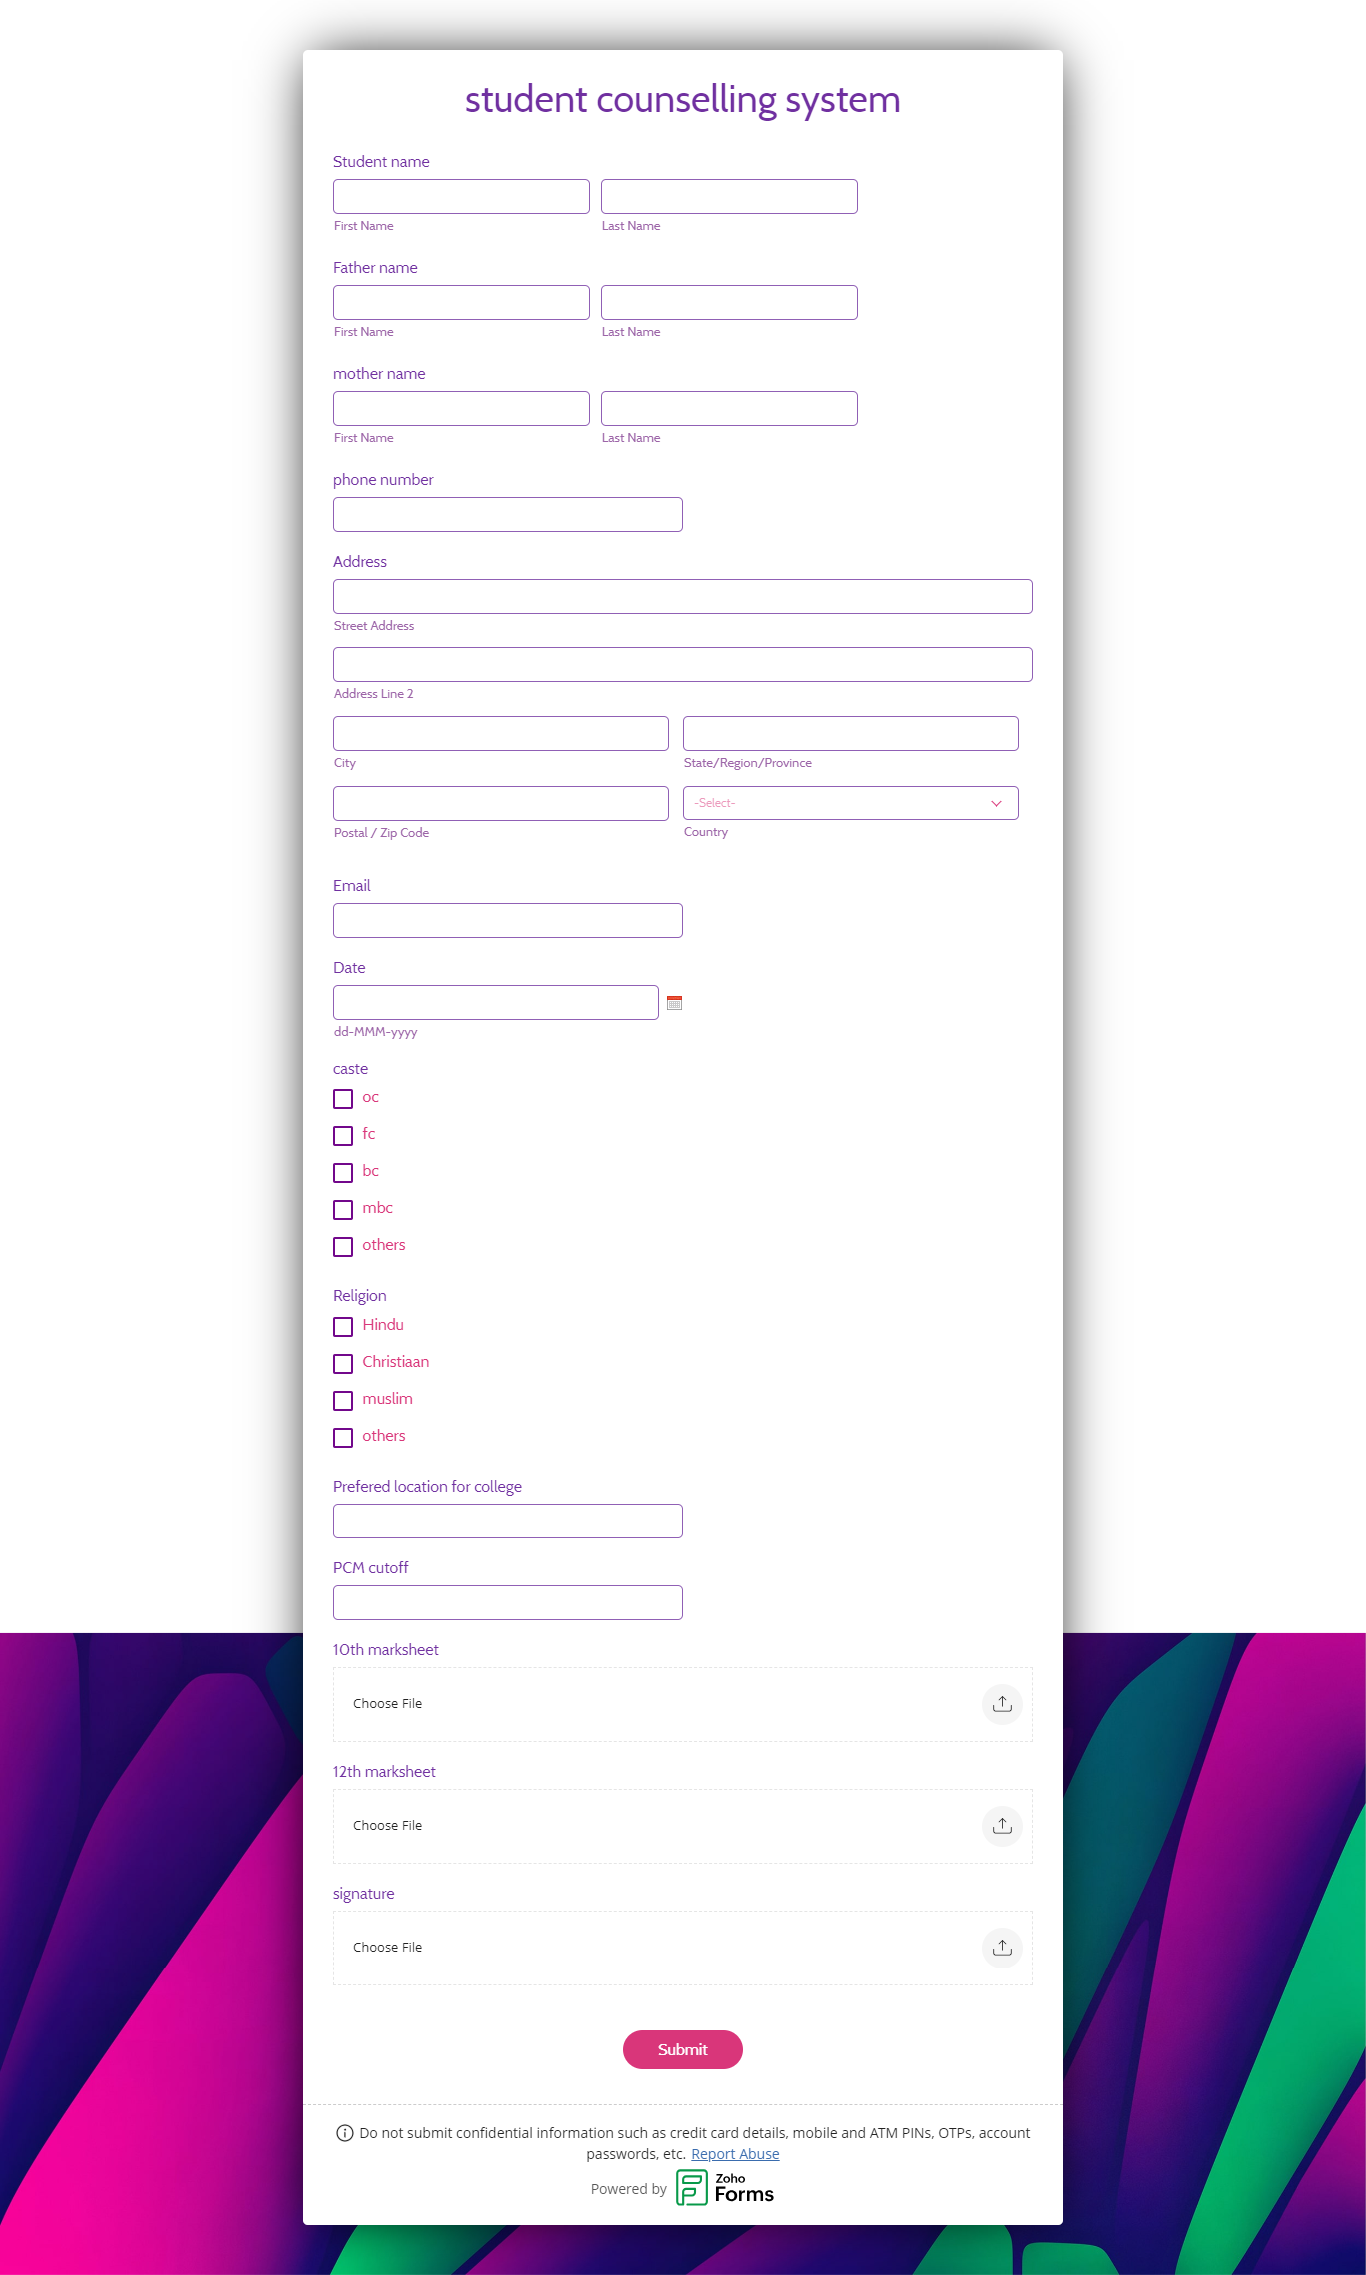 student counselling system
Student name
First Name Last Name
Father name
First Name Last Name
mother name
First Name Last Name
phone number
Address
Street Address
Address Line 2
City State/Region/Province
-Select-
Postal / Zip Code Country
Email
Date
dd-MMM-yyyy
caste
oc
fc
bc
mbc
others
Religion
Hindu
Christiaan
muslim
others
Prefered location for college
PCM cutoff
10th marksheet
Choose File
12th marksheet
Choose File
signature
Choose File
Submit
Do not submit confidential information such as credit card details, mobile and ATM PINs, OTPs, account
passwords, etc. Report Abuse
Powered by Zoho Forms